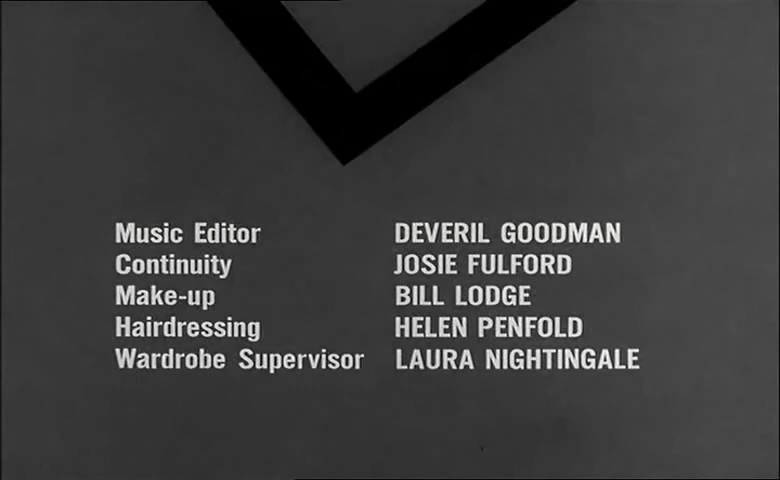 Music Editor DEVERIL GOODMAN
Continuity JOSIE FULFORD
Make-up BILL LODGE
Hairdressing HELEN PENFOLD
Wardrobe Supervisor LAURA NIGHTINGALE